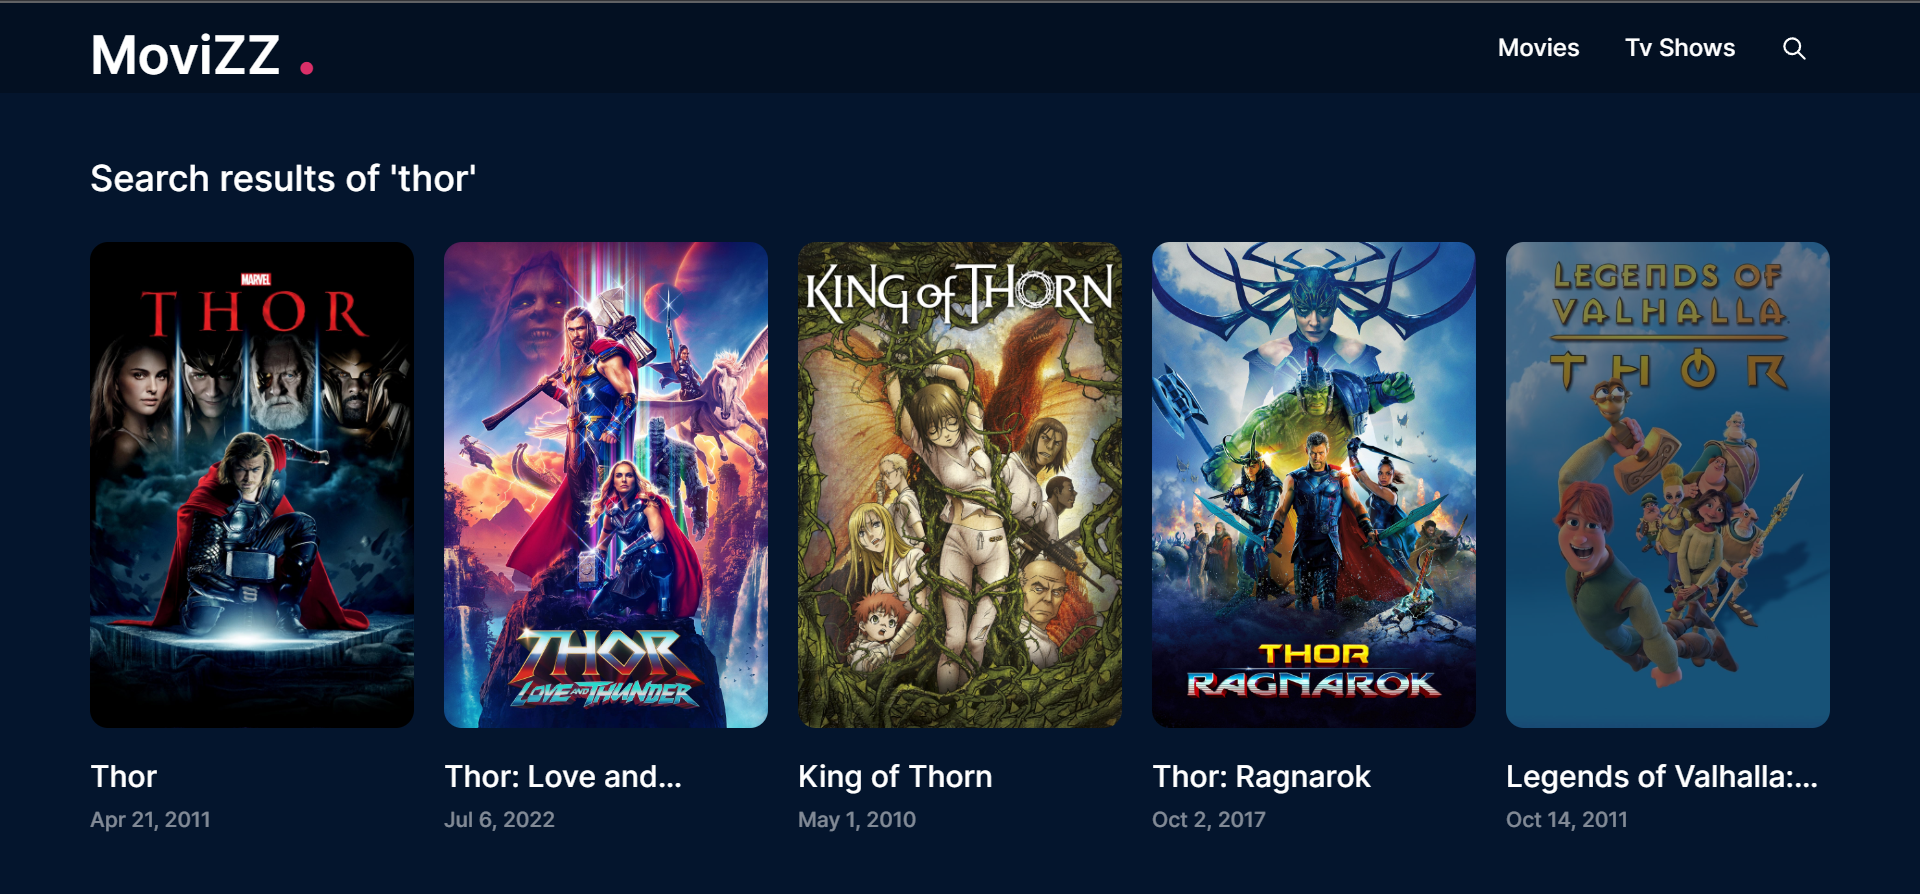 MoviZZ .
Movies
Tv Shows
Search results of 'thor'
MARVEL
THOR
THOR
LOVE AND THUNDER
KING of THORN
THOR
RAGNAROK
LEGENDS OF
VALHALLA
THOR
Thor
Apr 21, 2011
Thor: Love and...
Jul 6, 2022
King of Thorn
May 1, 2010
Thor: Ragnarok
Oct 2, 2017
Legends of Valhalla:...
Oct 14, 2011